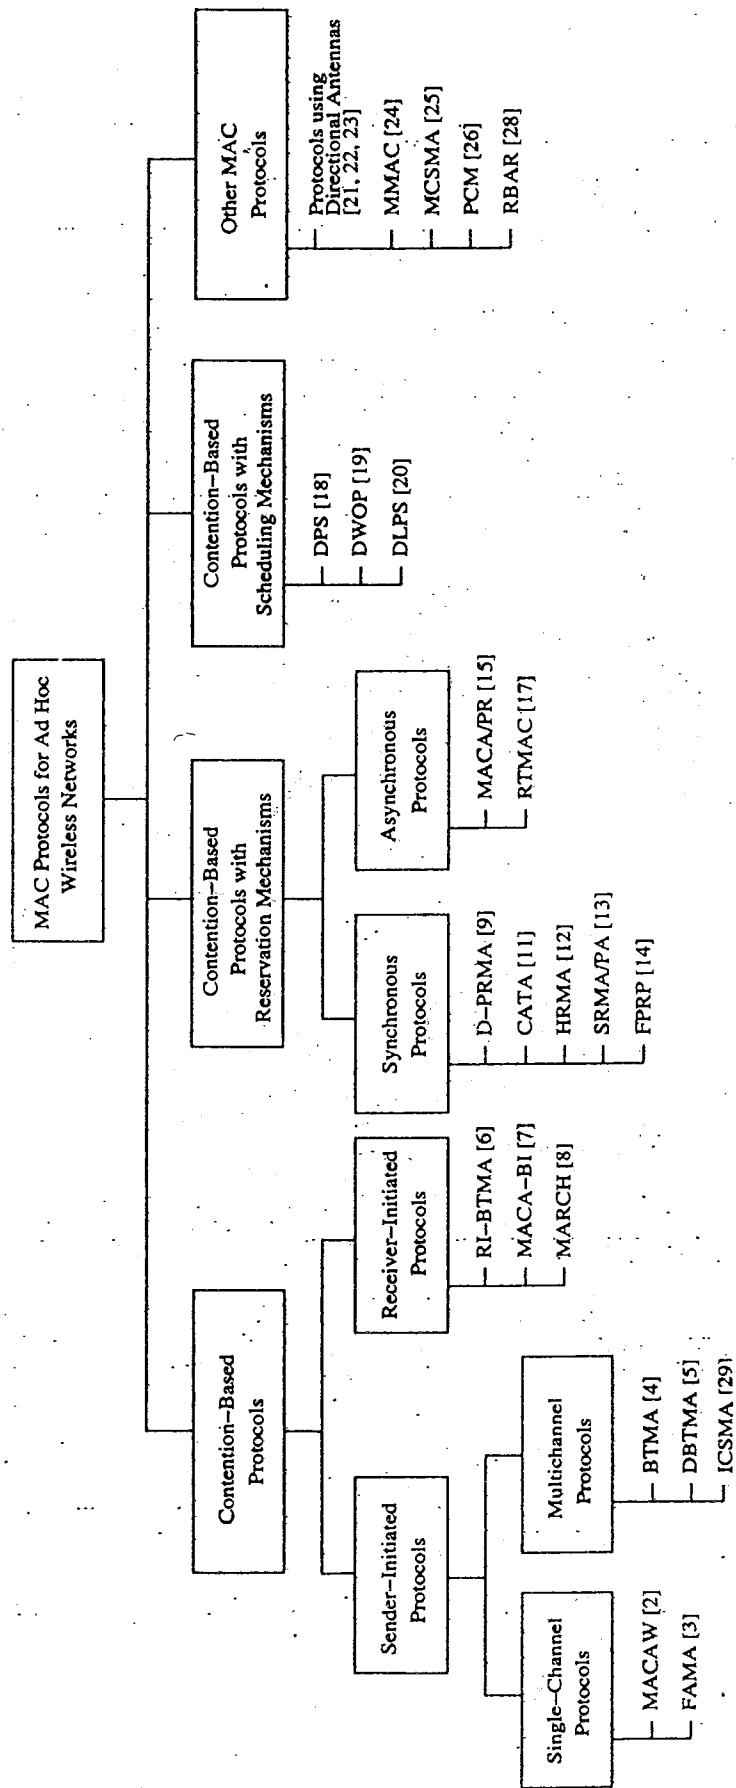 MAC Protocols for Ad Hoc
Wireless Networks
Contention–Based
Protocols
Sender–Initiated
Protocols
Single–Channel
Protocols
MACAW [2]
FAMA [3]
Multichannel
Protocols
BTMA [4]
DBTMA [5]
ICSMA [29]
Receiver–Initiated
Protocols
RI–BTMA [6]
MACA–BI [7]
MARCH [8]
Contention–Based
Protocols with
Reservation Mechanisms
Synchronous
Protocols
D–PRMA [9]
CATA [11]
HRMA [12]
SRMA/PA [13]
FPRP [14]
Asynchronous
Protocols
MACA/PR [15]
RTMAC [17]
Contention–Based
Protocols with
Scheduling Mechanisms
DPS [18]
DWOP [19]
DLPS [20]
Other MAC
Protocols
Protocols using
Directional Antennas
[21, 22, 23]
MMAC [24]
MCSMA [25]
PCM [26]
RBAR [28]